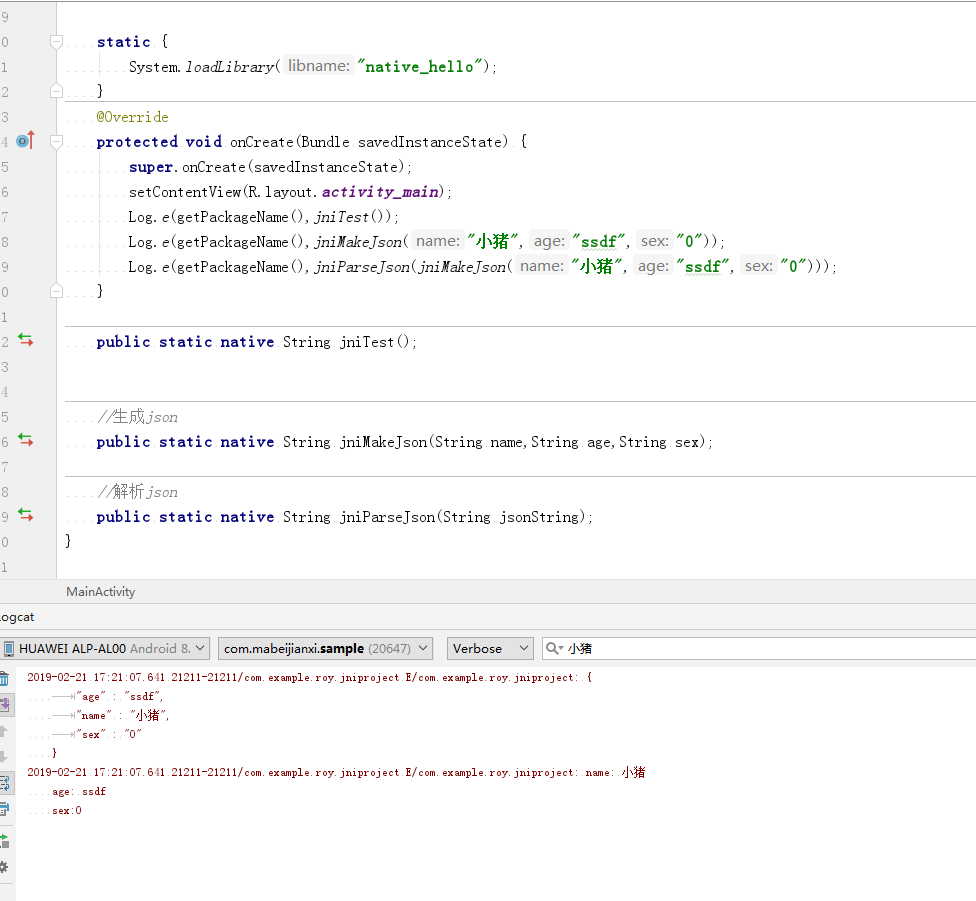 9
0 static {
1 System.loadLibrary( libname: "native_hello");
2 }
3 @Override
4 protected void onCreate(Bundle savedInstanceState) {
5 super.onCreate(savedInstanceState);
6 setContentView(R.layout.activity_main);
7 Log.e(getPackageName(),jniTest());
8 Log.e(getPackageName(),jniMakeJson( name: "小猪", age: "ssdf", sex: "0"));
9 Log.e(getPackageName(),jniParseJson(jniMakeJson( name: "小猪", age: "ssdf", sex: "0")));
0 }
1
2 public static native String jniTest();
3
4
5 //生成json
6 public static native String jniMakeJson(String name,String age,String sex);
7
8 //解析json
9 public static native String jniParseJson(String jsonString);
0 }
1
MainActivity
ogcat
HUAWEI ALP-AL00 Android 8. com.mabeijianxi.sample (20647) Verbose 小猪
2019-02-21 17:21:07.641 21211-21211/com.example.roy.jniproject E/com.example.roy.jniproject: {
"age" : "ssdf",
"name" : "小猪",
"sex" : "0"
}
2019-02-21 17:21:07.641 21211-21211/com.example.roy.jniproject E/com.example.roy.jniproject: name: 小猪
age: ssdf
sex:0